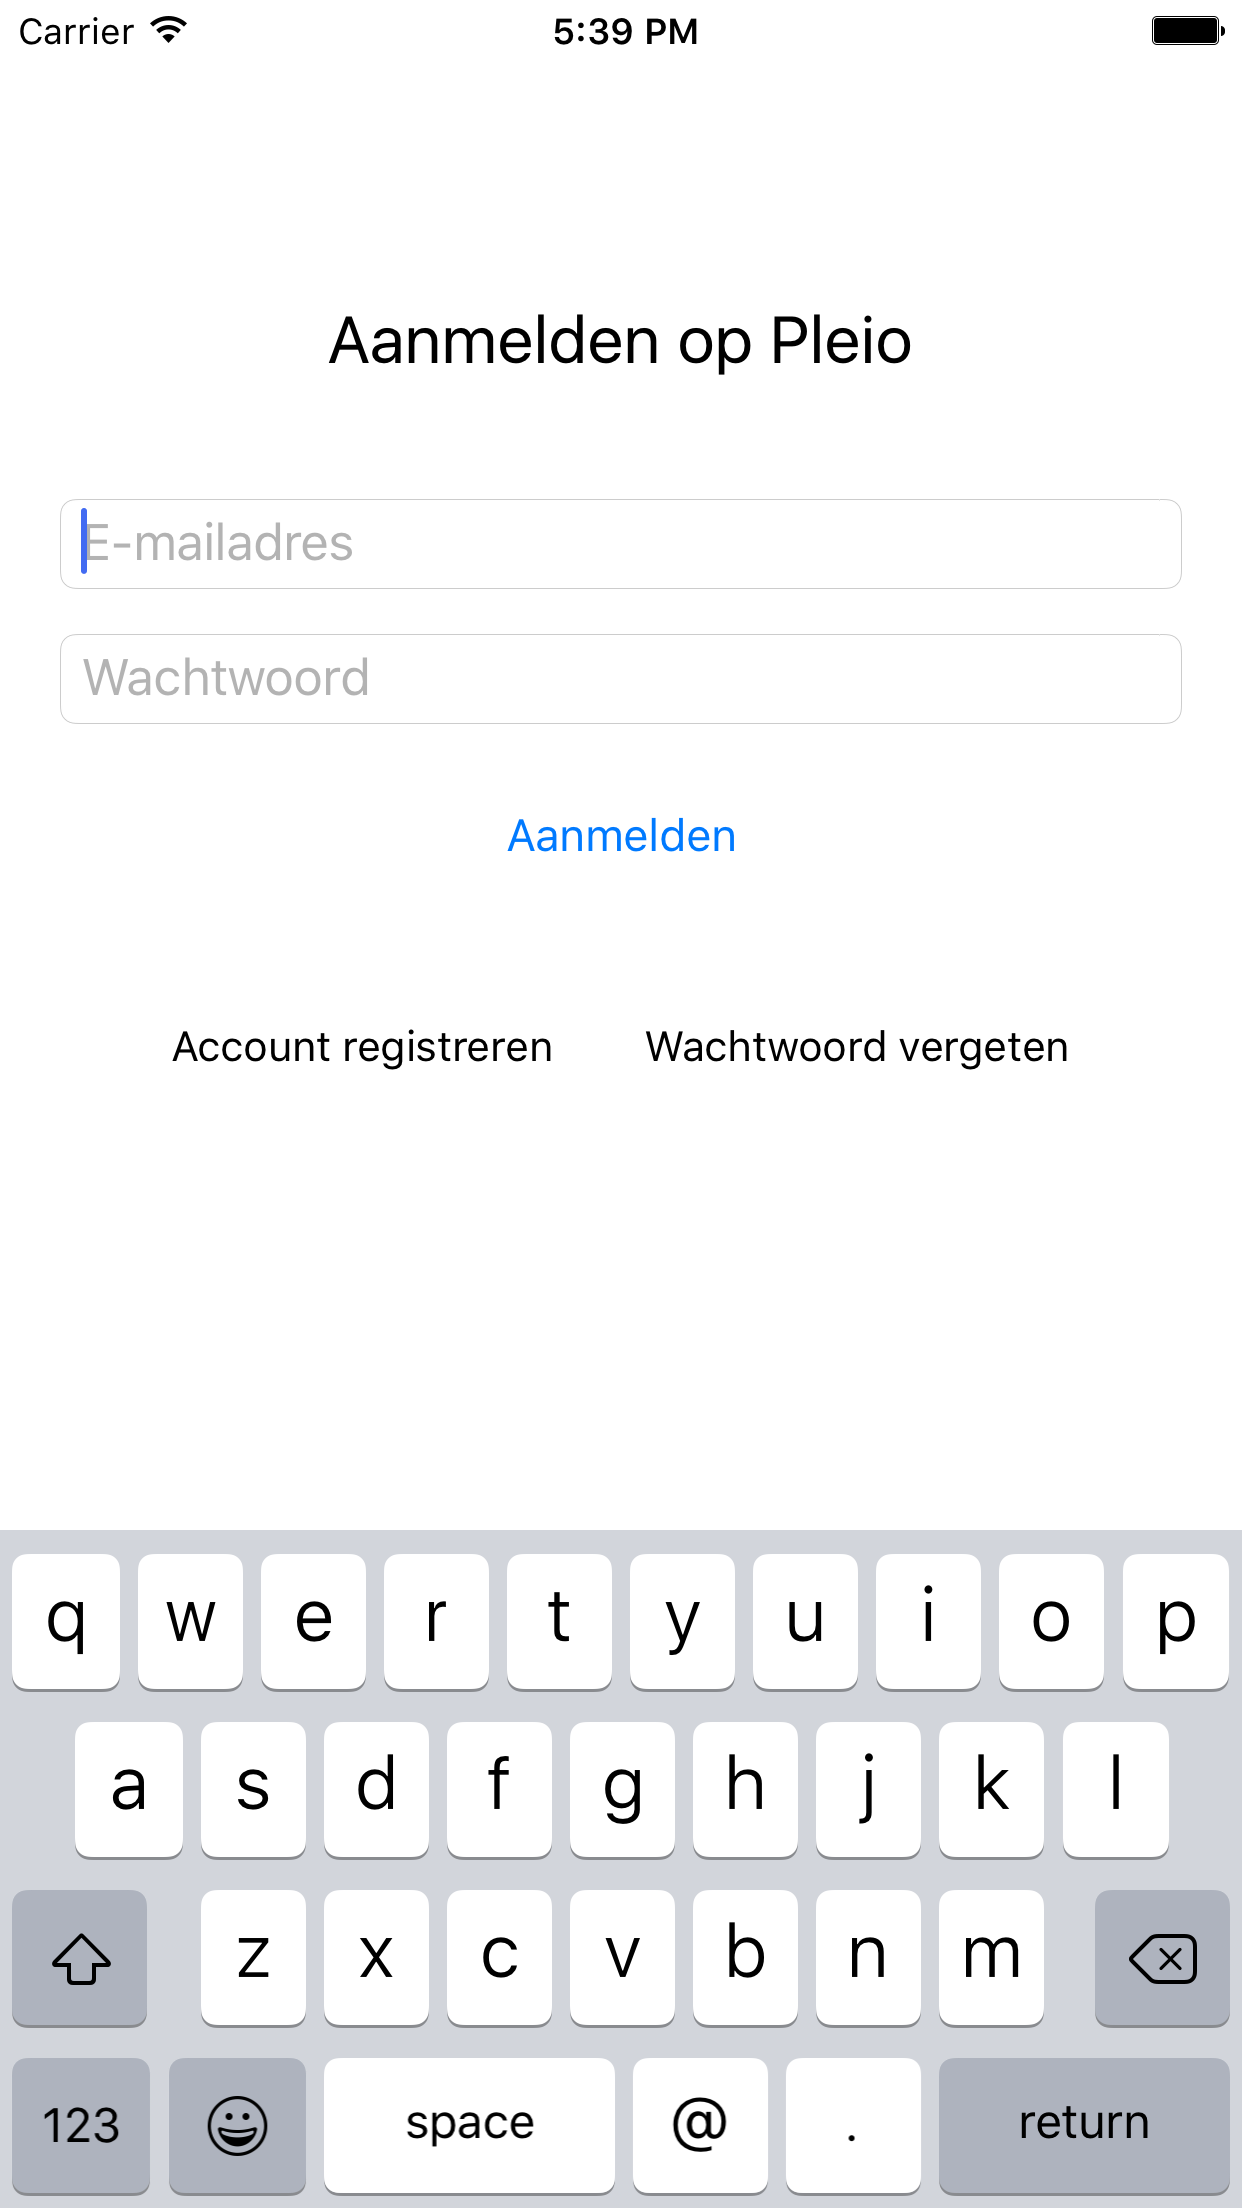 Carrier 5:39 PM
Aanmelden op Pleio
E-mailadres
Wachtwoord
Aanmelden
Account registreren Wachtwoord vergeten
q w e r t y u i o p
a s d f g h j k l
z x c v b n m
123 space @ . return